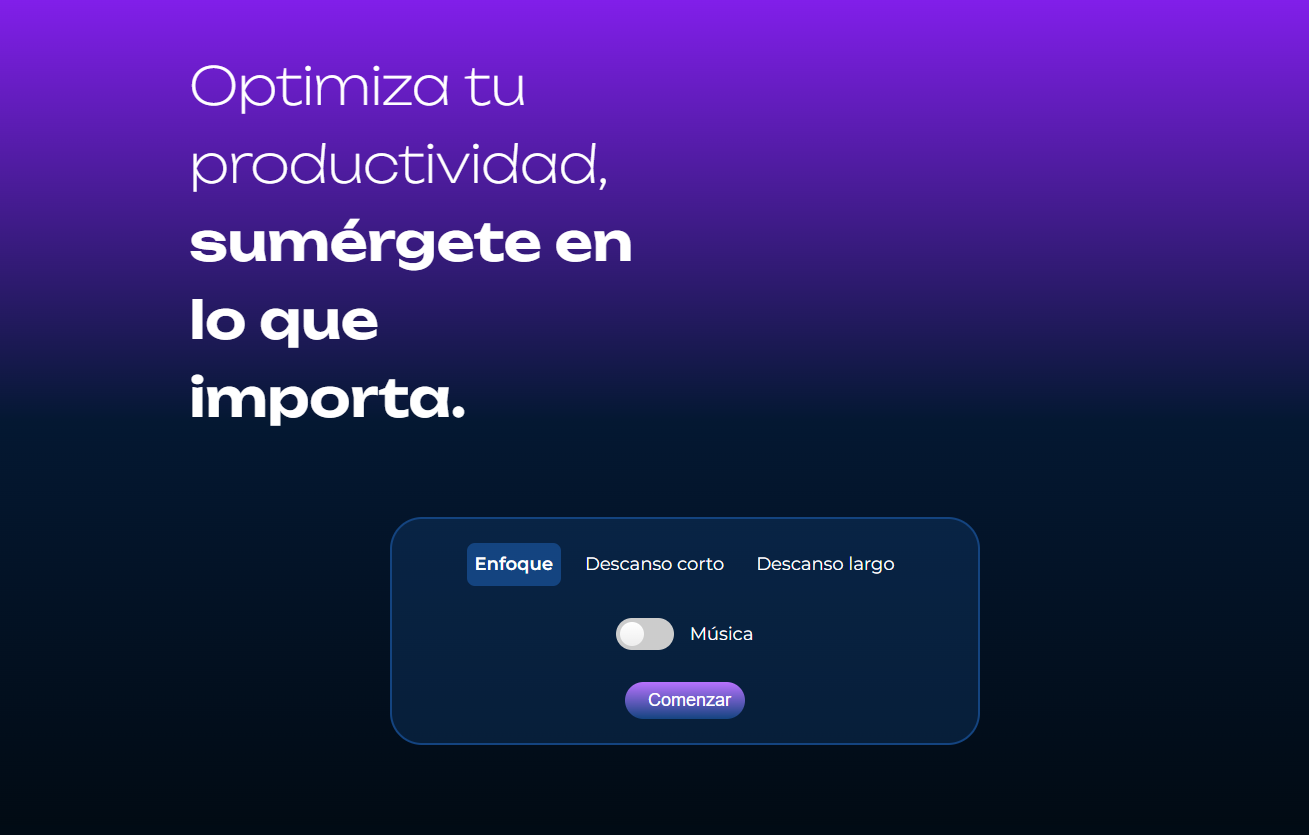 Optimiza tu
productividad,
sumérgete en
lo que
importa.
Enfoque Descanso corto Descanso largo
Música
Comenzar